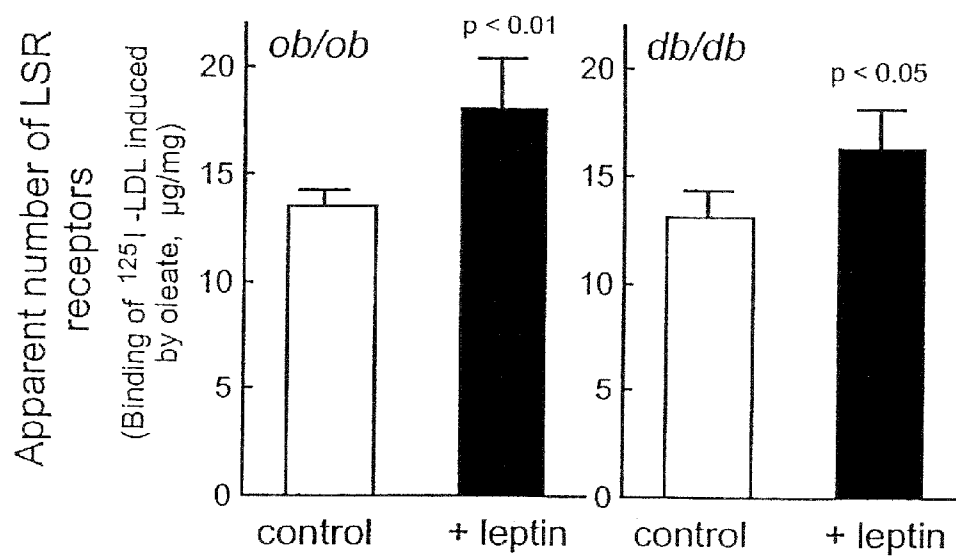 Apparent number of LSR
receptors
(Binding of ¹²⁵I -LDL induced
by oleate, µg/mg)
ob/ob
p < 0.01
20
15
10
5
0
control
+ leptin
db/db
p < 0.05
20
15
10
5
0
control
+ leptin